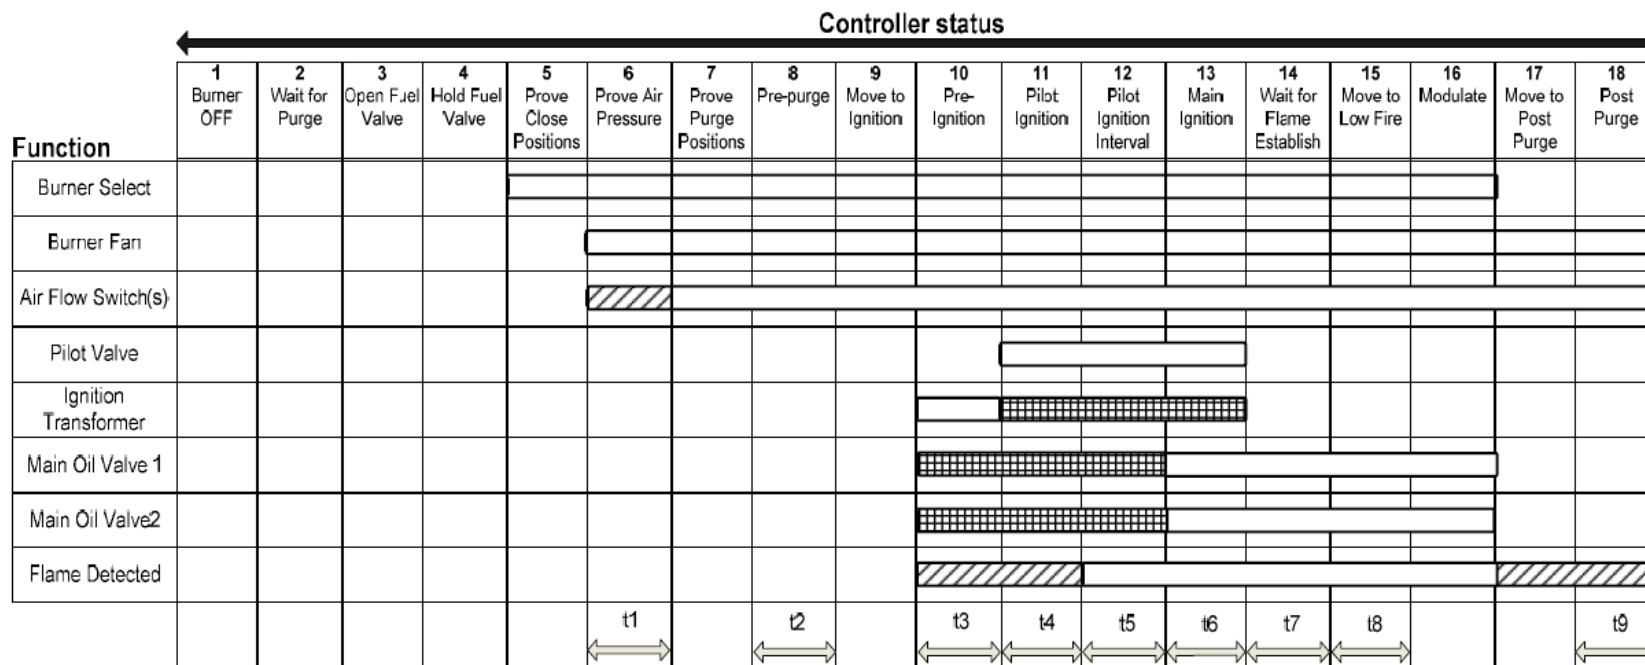 Controller status
1 2 3 4 5 6 7 8 9 10 11 12 13 14 15 16 17 18
Burner Wait for Open Fuel Hold Fuel Prove Prove Air Prove Pre-purge Move to Pre- Pilot Pilot Main Wait for Move to Modulate Move to Post
OFF Purge Valve Valve Close Pressure Purge Ignition Ignition Ignition Ignition Ignition Flame Low Fire Post Purge
Positions Positions Interval Establish Purge
Function
Burner Select
Burner Fan
Air Flow Switch(s)
Pilot Valve
Ignition
Transformer
Main Oil Valve 1
Main Oil Valve2
Flame Detected
t1 t2 t3 t4 t5 t6 t7 t8 t9